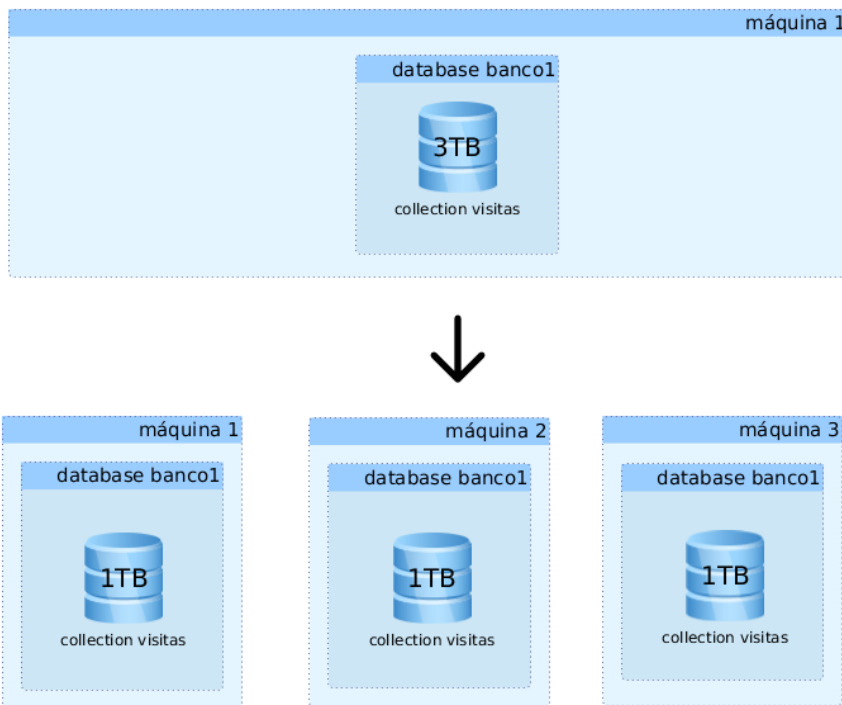 máquina 1
database banco1
3TB
collection visitas
máquina 1
database banco1
1TB
collection visitas
máquina 2
database banco1
1TB
collection visitas
máquina 3
database banco1
1TB
collection visitas